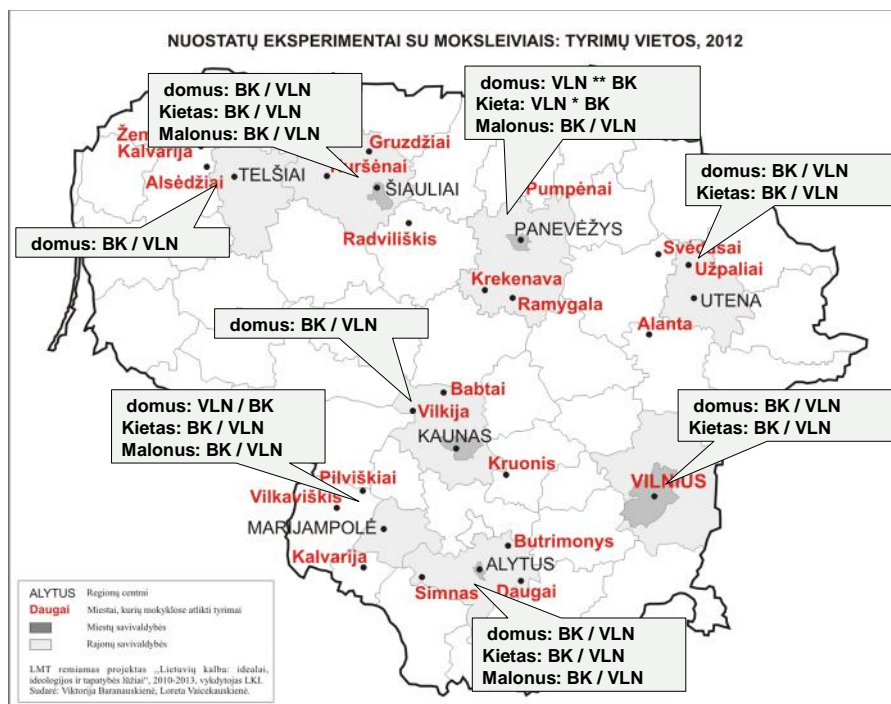 NUOSTATŲ EKSPERIMENTAI SU MOKSLEIVIAIS: TYRIMŲ VIETOS, 2012
domus: BK / VLN
Kietas: BK / VLN
Malonus: BK / VLN
domus: VLN ** BK
Kieta: VLN * BK
Malonus: BK / VLN
domus: BK / VLN
Kietas: BK / VLN
Gruzdžiai
Kalvarija
Alsėdžiai
TELŠIAI
ŠIAULIAI
Pumpėnai
PANEVĖŽYS
domus: BK / VLN
Radviliškis
Svėdasai
Užpaliai
Krekenava
Ramygala
UTENA
Alanta
domus: BK / VLN
Babtai
Vilkija
KAUNAS
domus: VLN / BK
Kietas: BK / VLN
Malonus: BK / VLN
domus: BK / VLN
Kietas: BK / VLN
Kruonis
Pilviškiai
Vilkaviškis
VILNIUS
MARIJAMPOLĖ
Butrimonys
Kalvarija
ALYTUS
Simnas
Daugai
domus: BK / VLN
Kietas: BK / VLN
Malonus: BK / VLN
ALYTUS Regionų centrai
Daugai Miestai, kurių mokyklose atlikti tyrimai
Miestų savivaldybės
Rajonų savivaldybės
LMT remiamas projektas „Lietuvių kalba: idealai,
ideologijos ir tapatybės lūžiai“, 2010-2013, vykdytojas LKI.
Sudarė: Viktorija Baranauskienė, Loreta Vaicekauskienė.